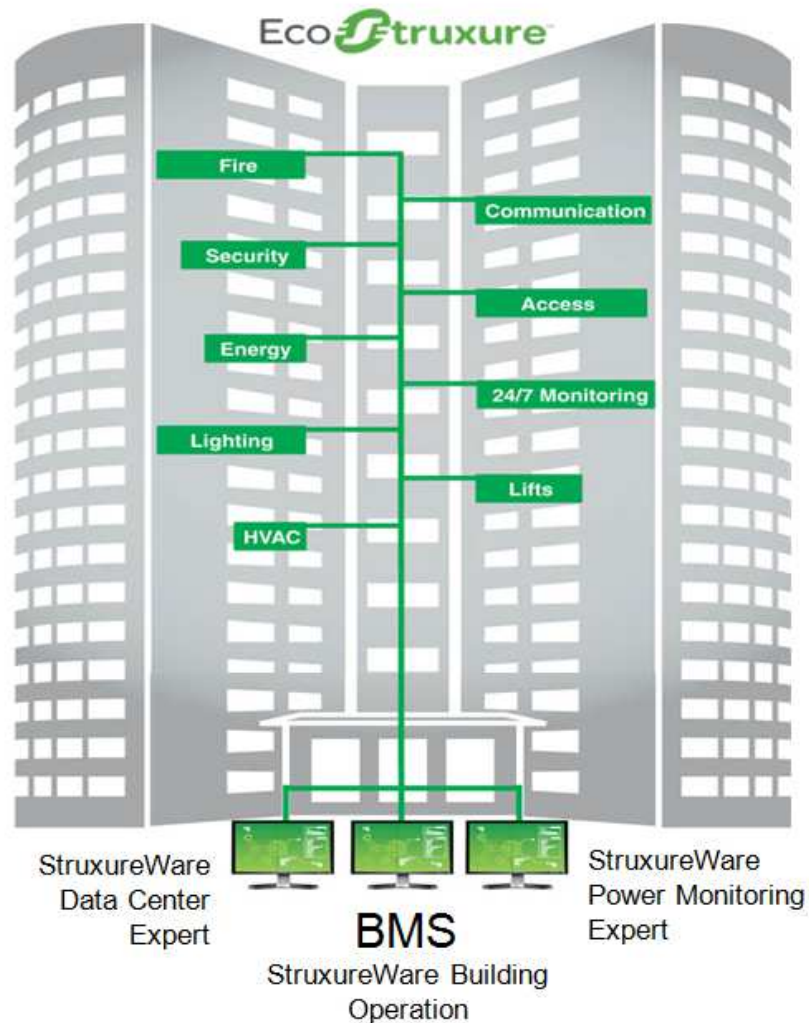 EcoStruxure™
Fire
Communication
Security
Access
Energy
24/7 Monitoring
Lighting
Lifts
HVAC
StruxureWare
Data Center
Expert
BMS
StruxureWare Building
Operation
StruxureWare
Power Monitoring
Expert